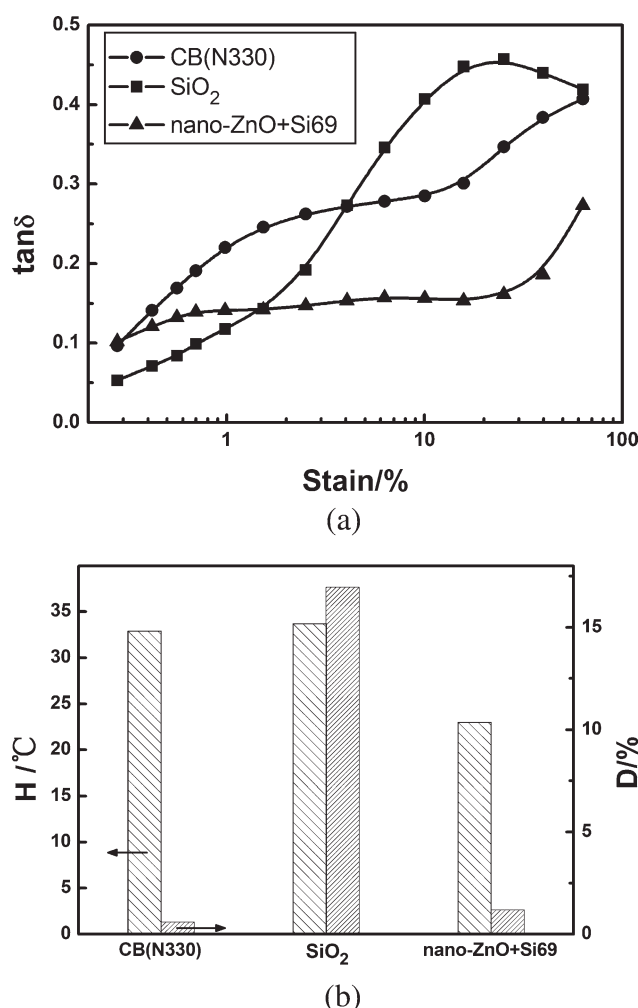 CB(N330)
SiO2
nano-ZnO+Si69
tanδ
0.5
0.4
0.3
0.2
0.1
0.0
1 10 100
Stain/%
(a)
H /℃
35
30
25
20
15
10
5
0
D/%
15
10
5
0
CB(N330) SiO2 nano-ZnO+Si69
(b)